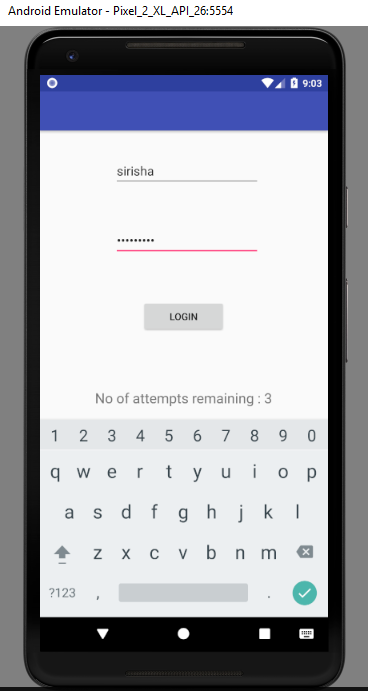 Android Emulator - Pixel_2_XL_API_26:5554
9:03
sirisha
•••••••••
LOGIN
No of attempts remaining : 3
1 2 3 4 5 6 7 8 9 0
q w e r t y u i o p
a s d f g h j k l
z x c v b n m
?123 , .